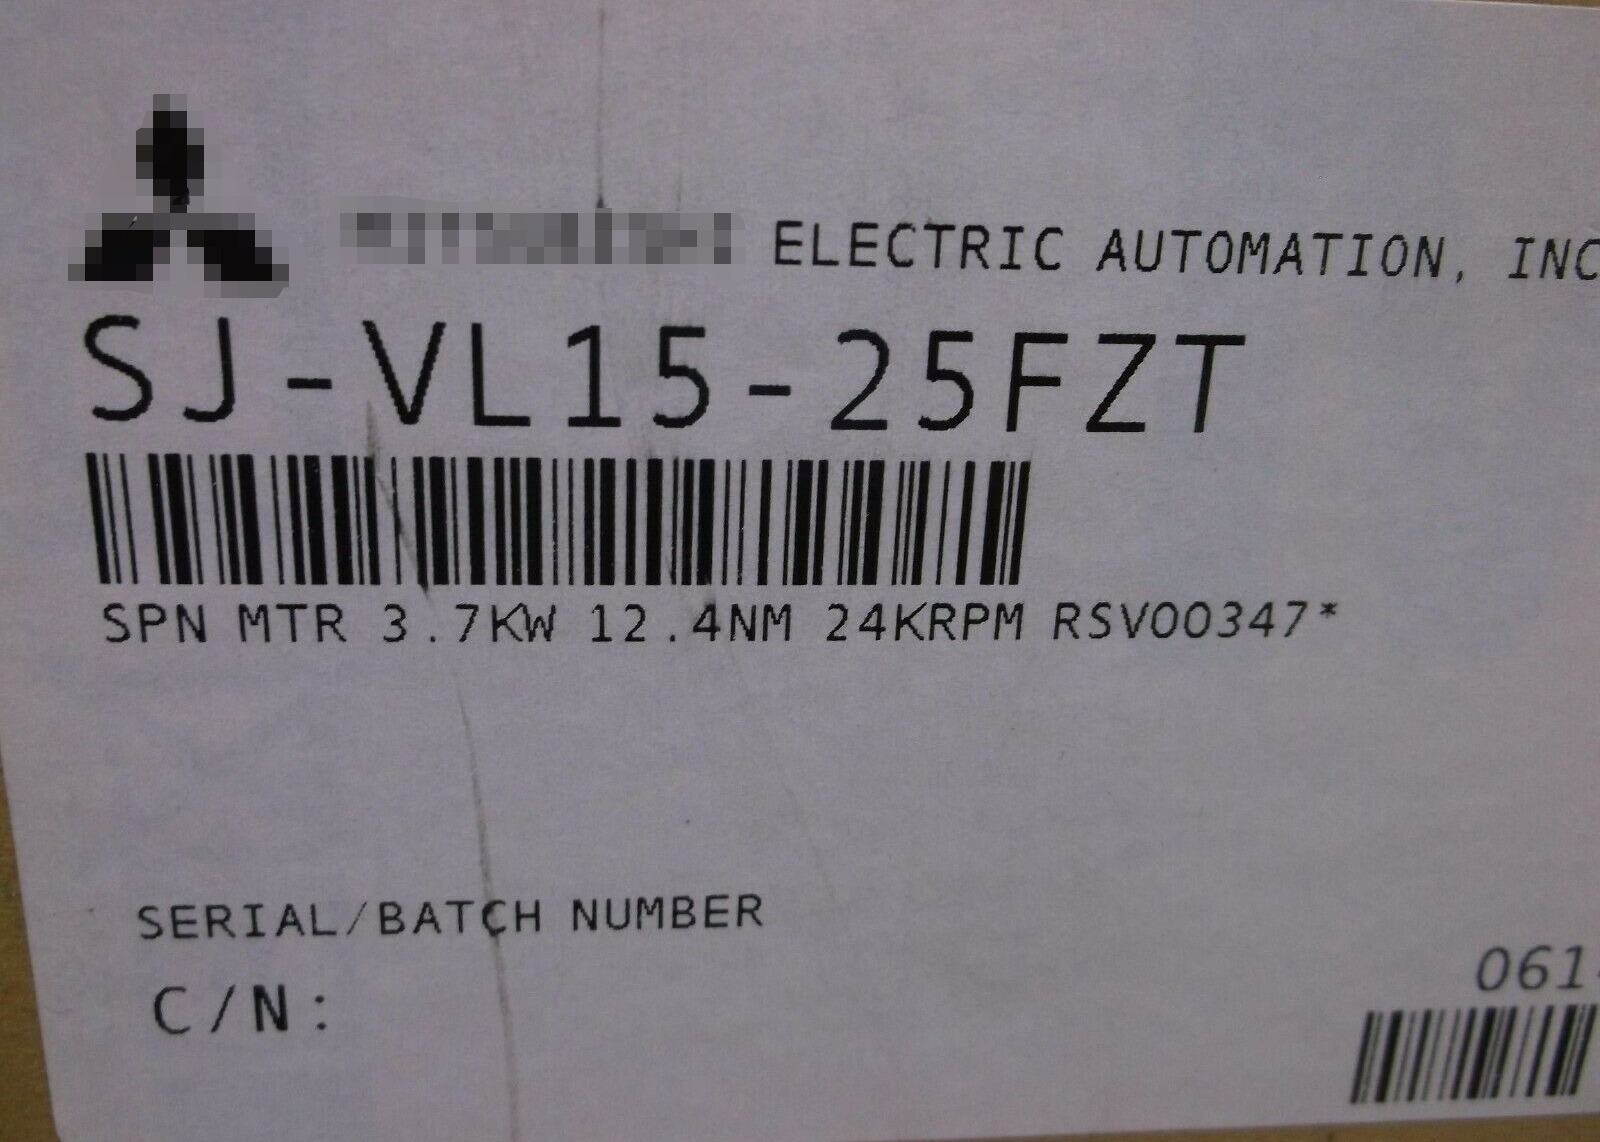 ELECTRIC AUTOMATION, INC
SJ-VL15-25FZT
SPN MTR 3.7KW 12.4NM 24KRPM RSV00347*
SERIAL/BATCH NUMBER
C/N:
061